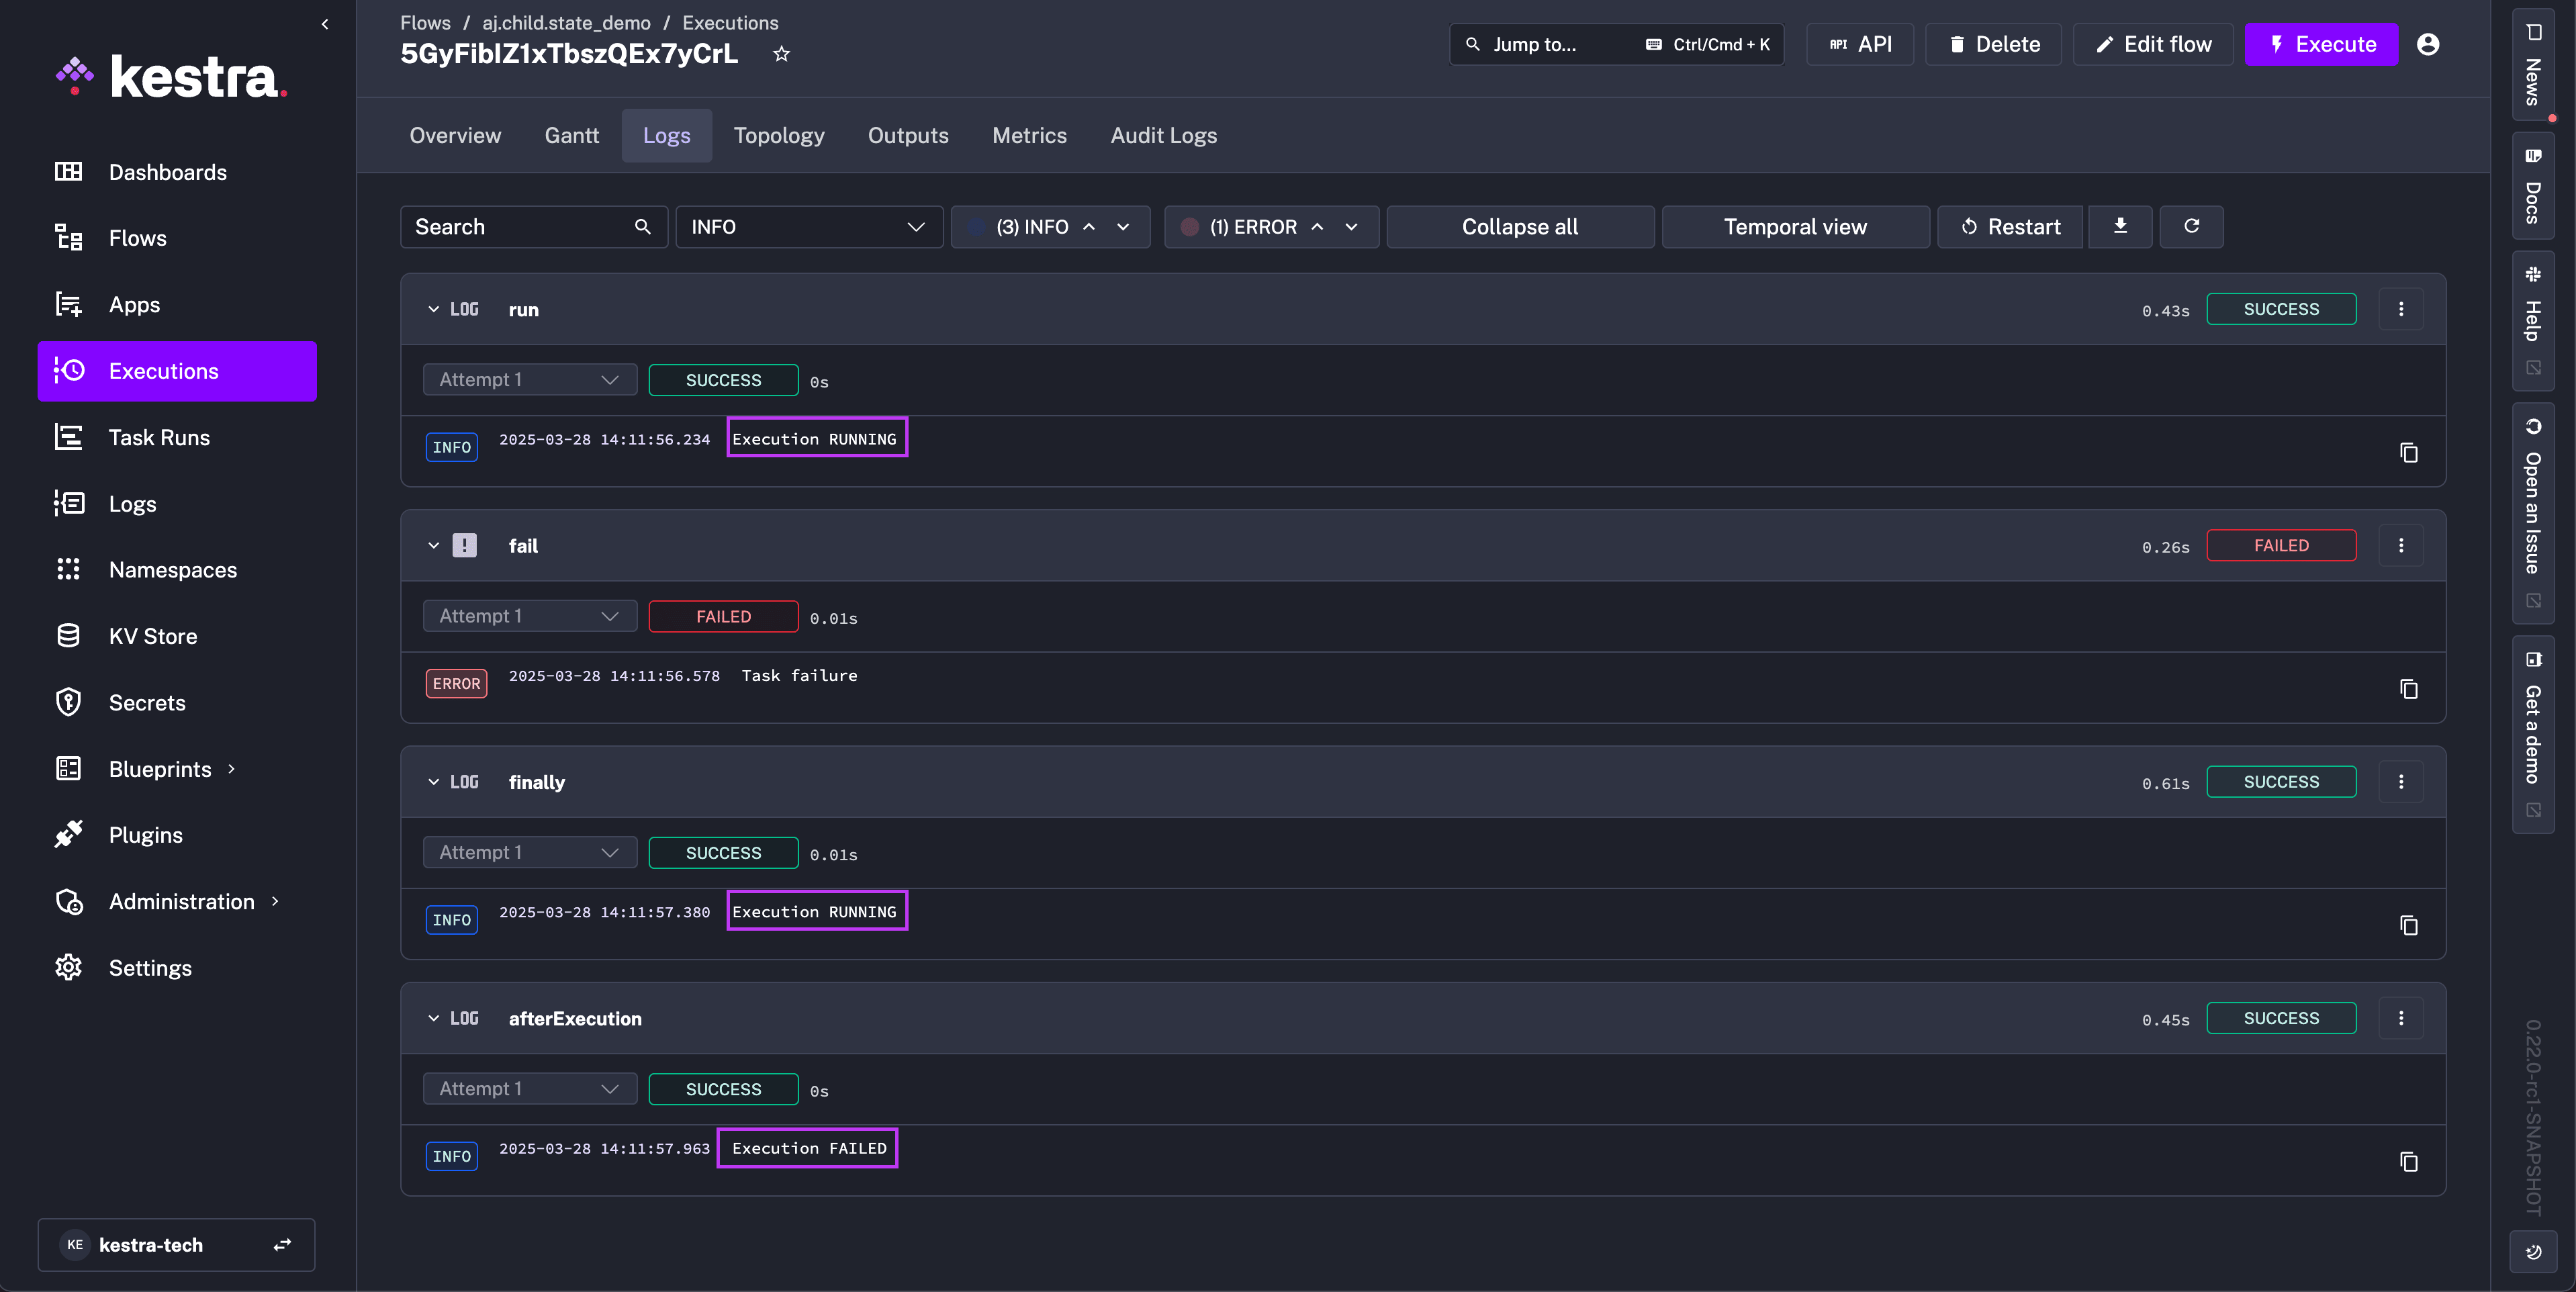 kestra.
Dashboards
Flows
Apps
Executions
Task Runs
Logs
Namespaces
KV Store
Secrets
Blueprints
Plugins
Administration
Settings
KE kestra-tech
Flows / aj.child.state_demo / Executions
5GyFibIZ1xTbszQEx7yCrL
Jump to... Ctrl/Cmd + K
API API
Delete
Edit flow
Execute
Overview Gantt Logs Topology Outputs Metrics Audit Logs
Search INFO (3) INFO (1) ERROR Collapse all Temporal view Restart
LOG run 0.43s SUCCESS
Attempt 1 SUCCESS 0s
INFO 2025-03-28 14:11:56.234 Execution RUNNING
! fail 0.26s FAILED
Attempt 1 FAILED 0.01s
ERROR 2025-03-28 14:11:56.578 Task failure
LOG finally 0.61s SUCCESS
Attempt 1 SUCCESS 0.01s
INFO 2025-03-28 14:11:57.380 Execution RUNNING
LOG afterExecution 0.45s SUCCESS
Attempt 1 SUCCESS 0s
INFO 2025-03-28 14:11:57.963 Execution FAILED
News
Docs
Help
Open an Issue
Get a demo
0.22.0-rc1-SNAPSHOT